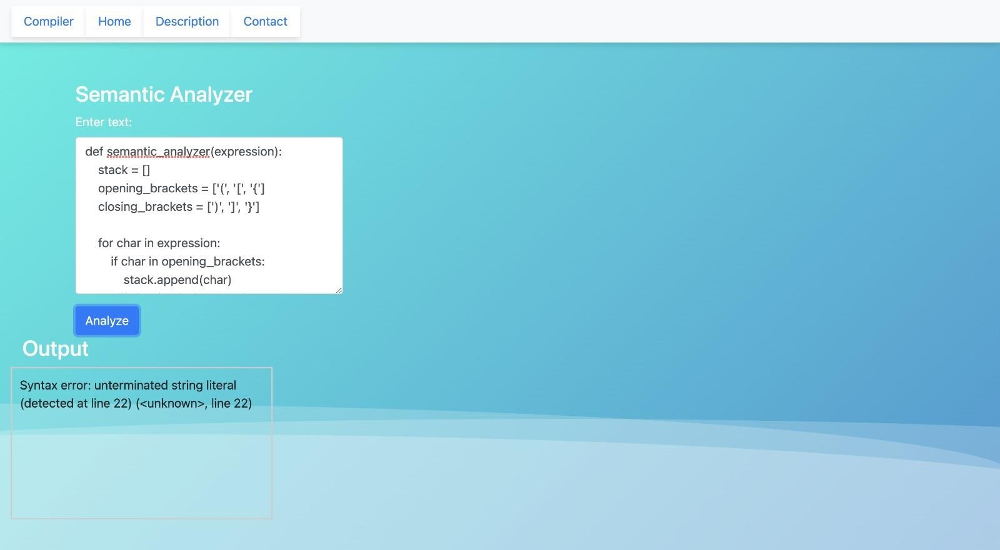 Compiler Home Description Contact
Semantic Analyzer
Enter text:
def semantic_analyzer(expression):
    stack = []
    opening_brackets = ['(', '[', '{']
    closing_brackets = [')', ']', '}']
    for char in expression:
        if char in opening_brackets:
            stack.append(char)
Analyze
Output
Syntax error: unterminated string literal
(detected at line 22) (<unknown>, line 22)